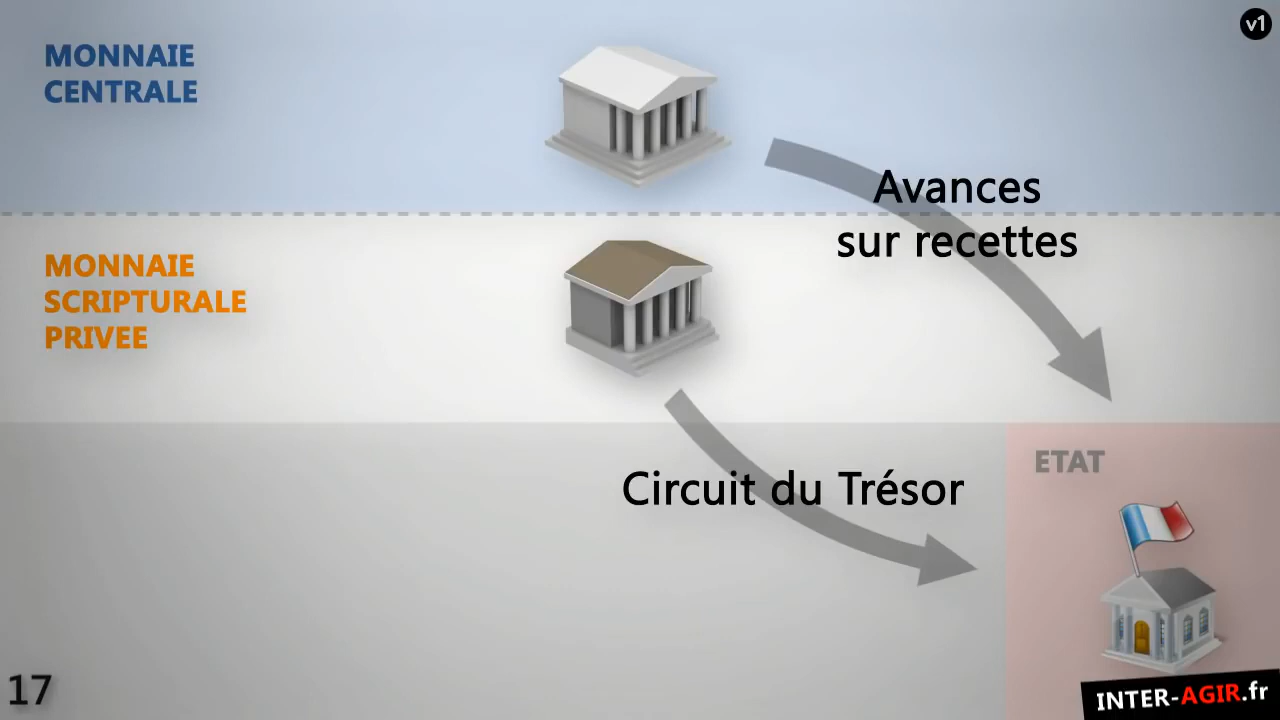 v1
MONNAIE
CENTRALE
Avances
sur recettes
MONNAIE
SCRIPTURALE
PRIVEE
ETAT
Circuit du Trésor
17
INTER-AGIR.fr